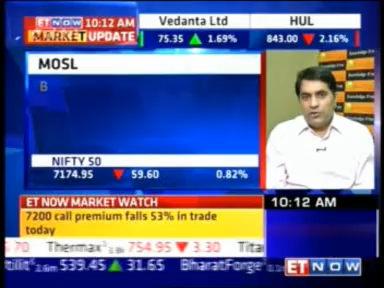 ET NOW 10:12 AM
MARKET UPDATE
Vedanta Ltd
75.35 ▲ 1.69%
HUL
843.00 ▼ 2.16%
MOSL
B
NIFTY 50
7174.95 ▼ 59.60 0.82%
ET NOW MARKET WATCH
7200 call premium falls 53% in trade
today
10:12 AM
Thermax 754.95 ▼ 3.30
539.45 ▲ 31.65 BharatForge
ET NOW